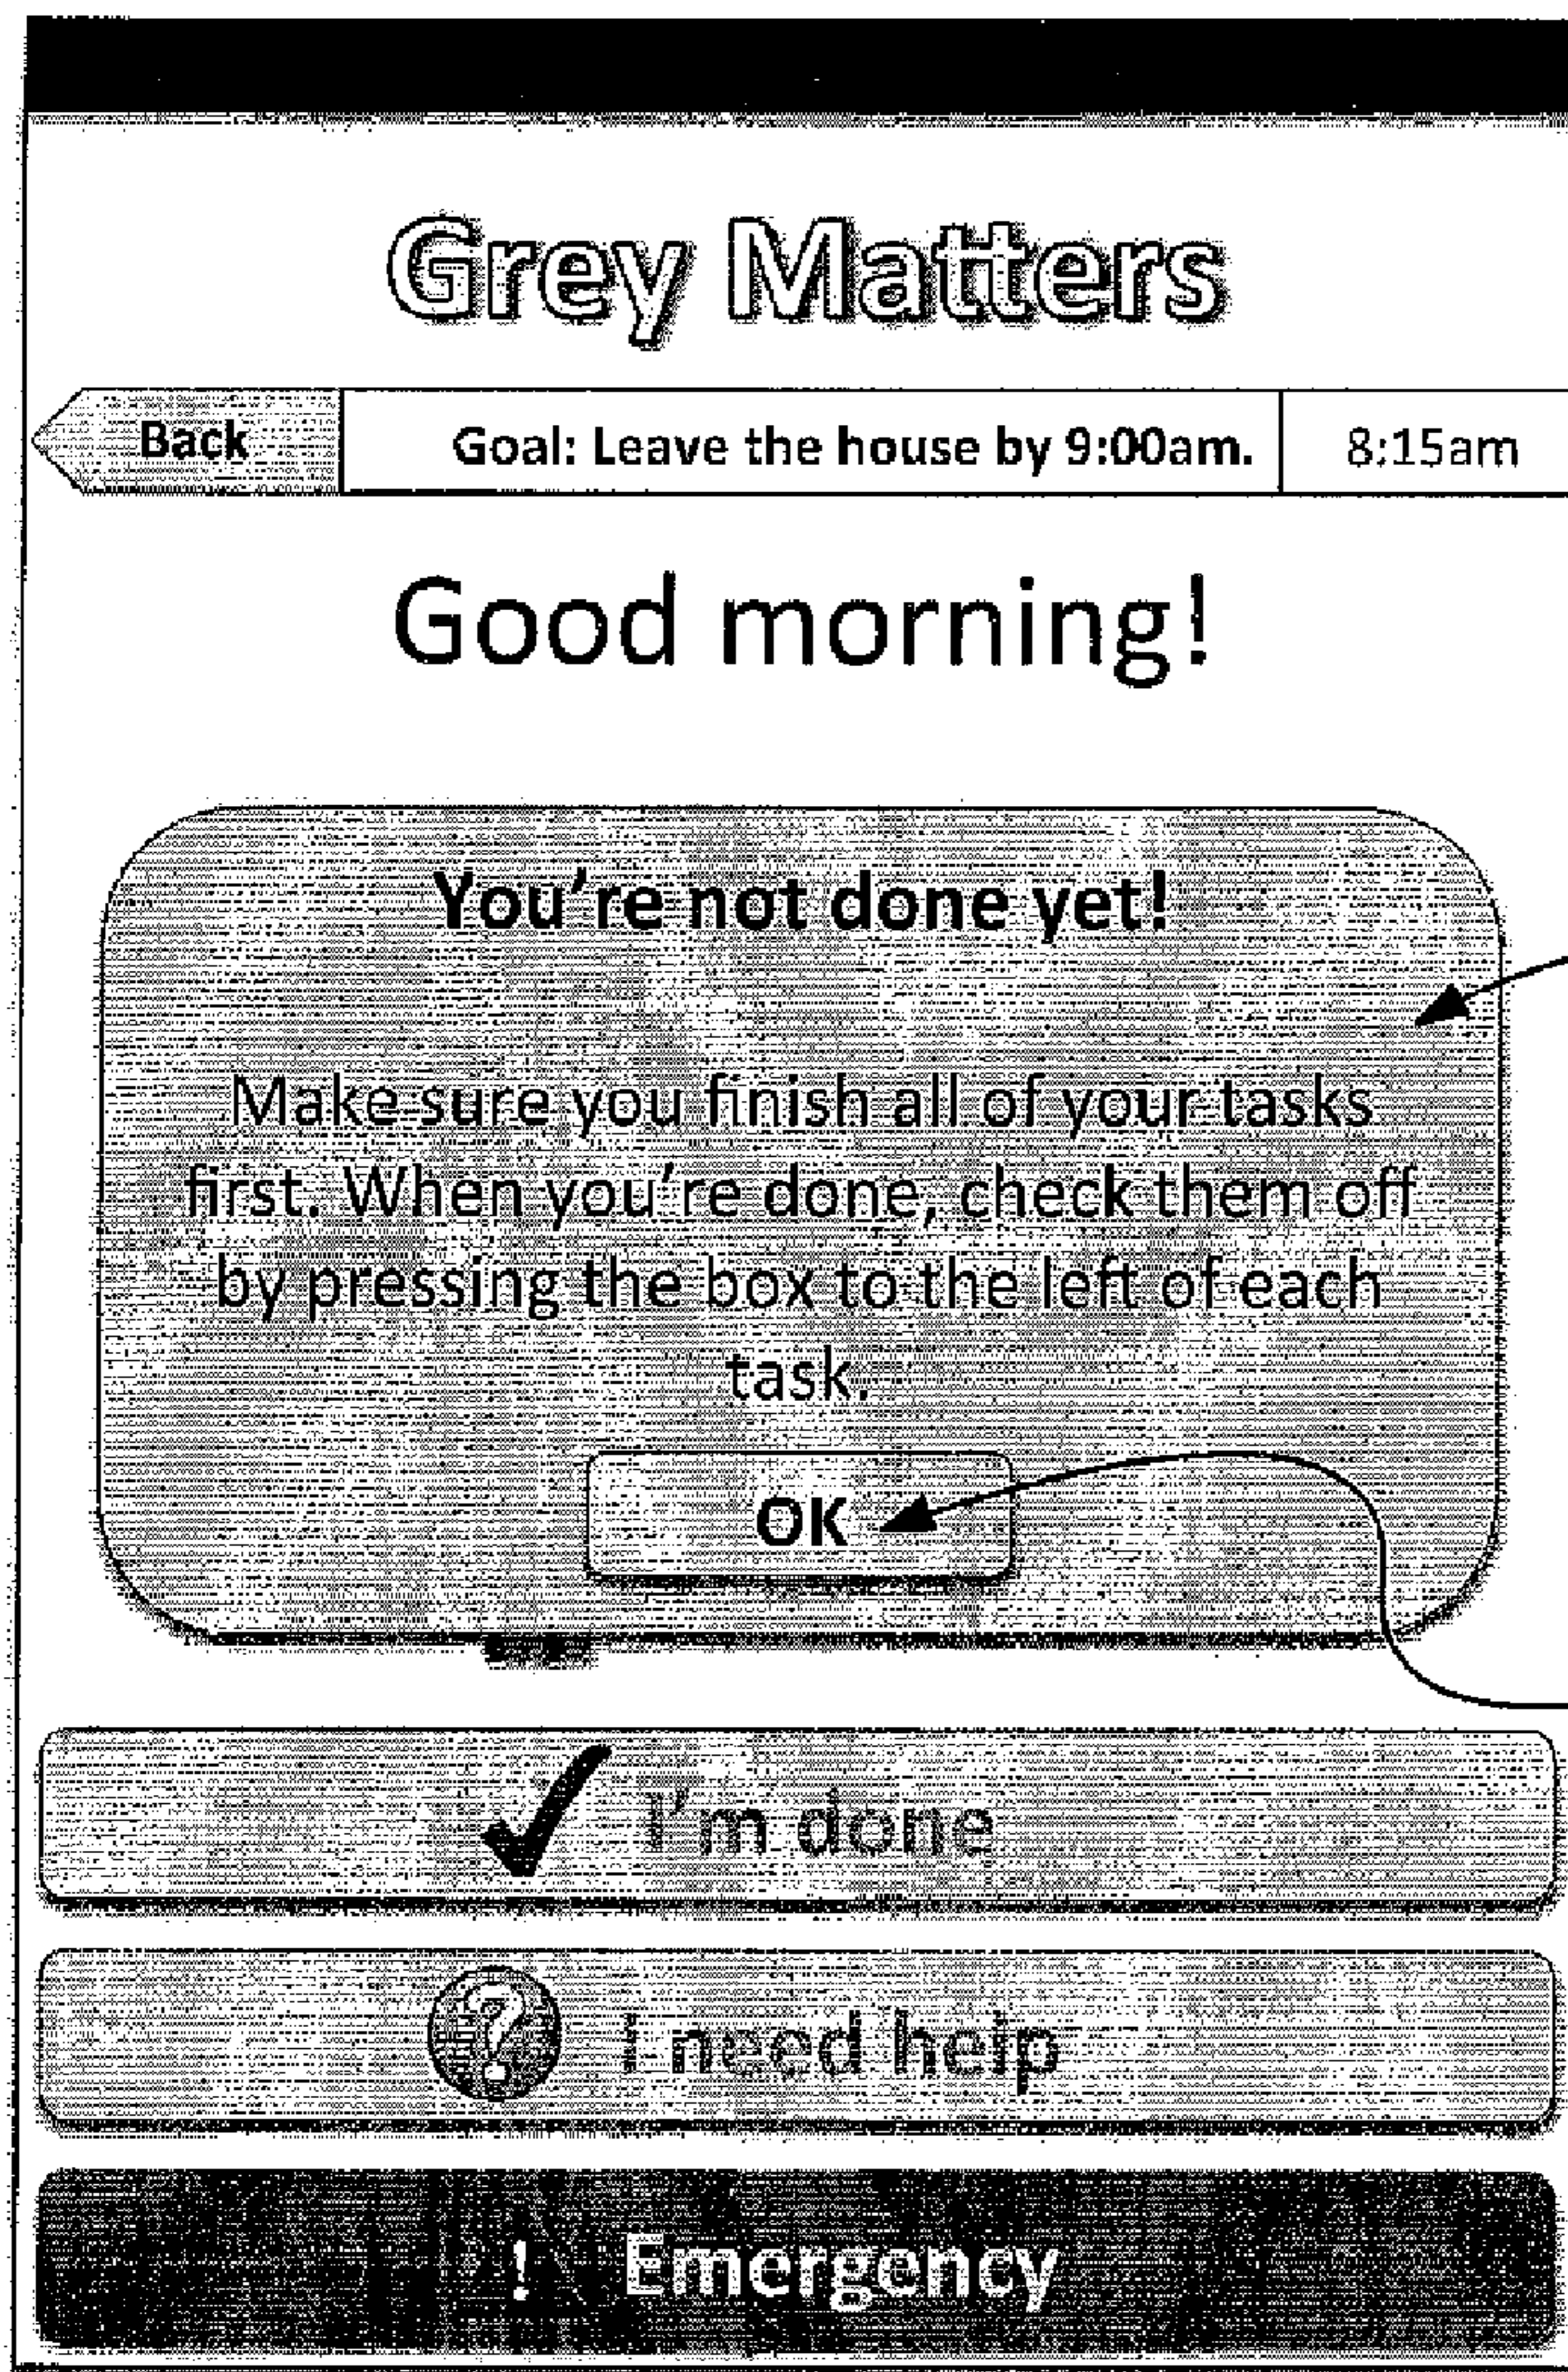 Grey Matters
Back Goal: Leave the house by 9:00am. 8:15am
Good morning!
You're not done yet!
Make sure you finish all of your tasks
first. When you're done, check them off
by pressing the box to the left of each
task.
OK
I'm done
? I need help
! Emergency